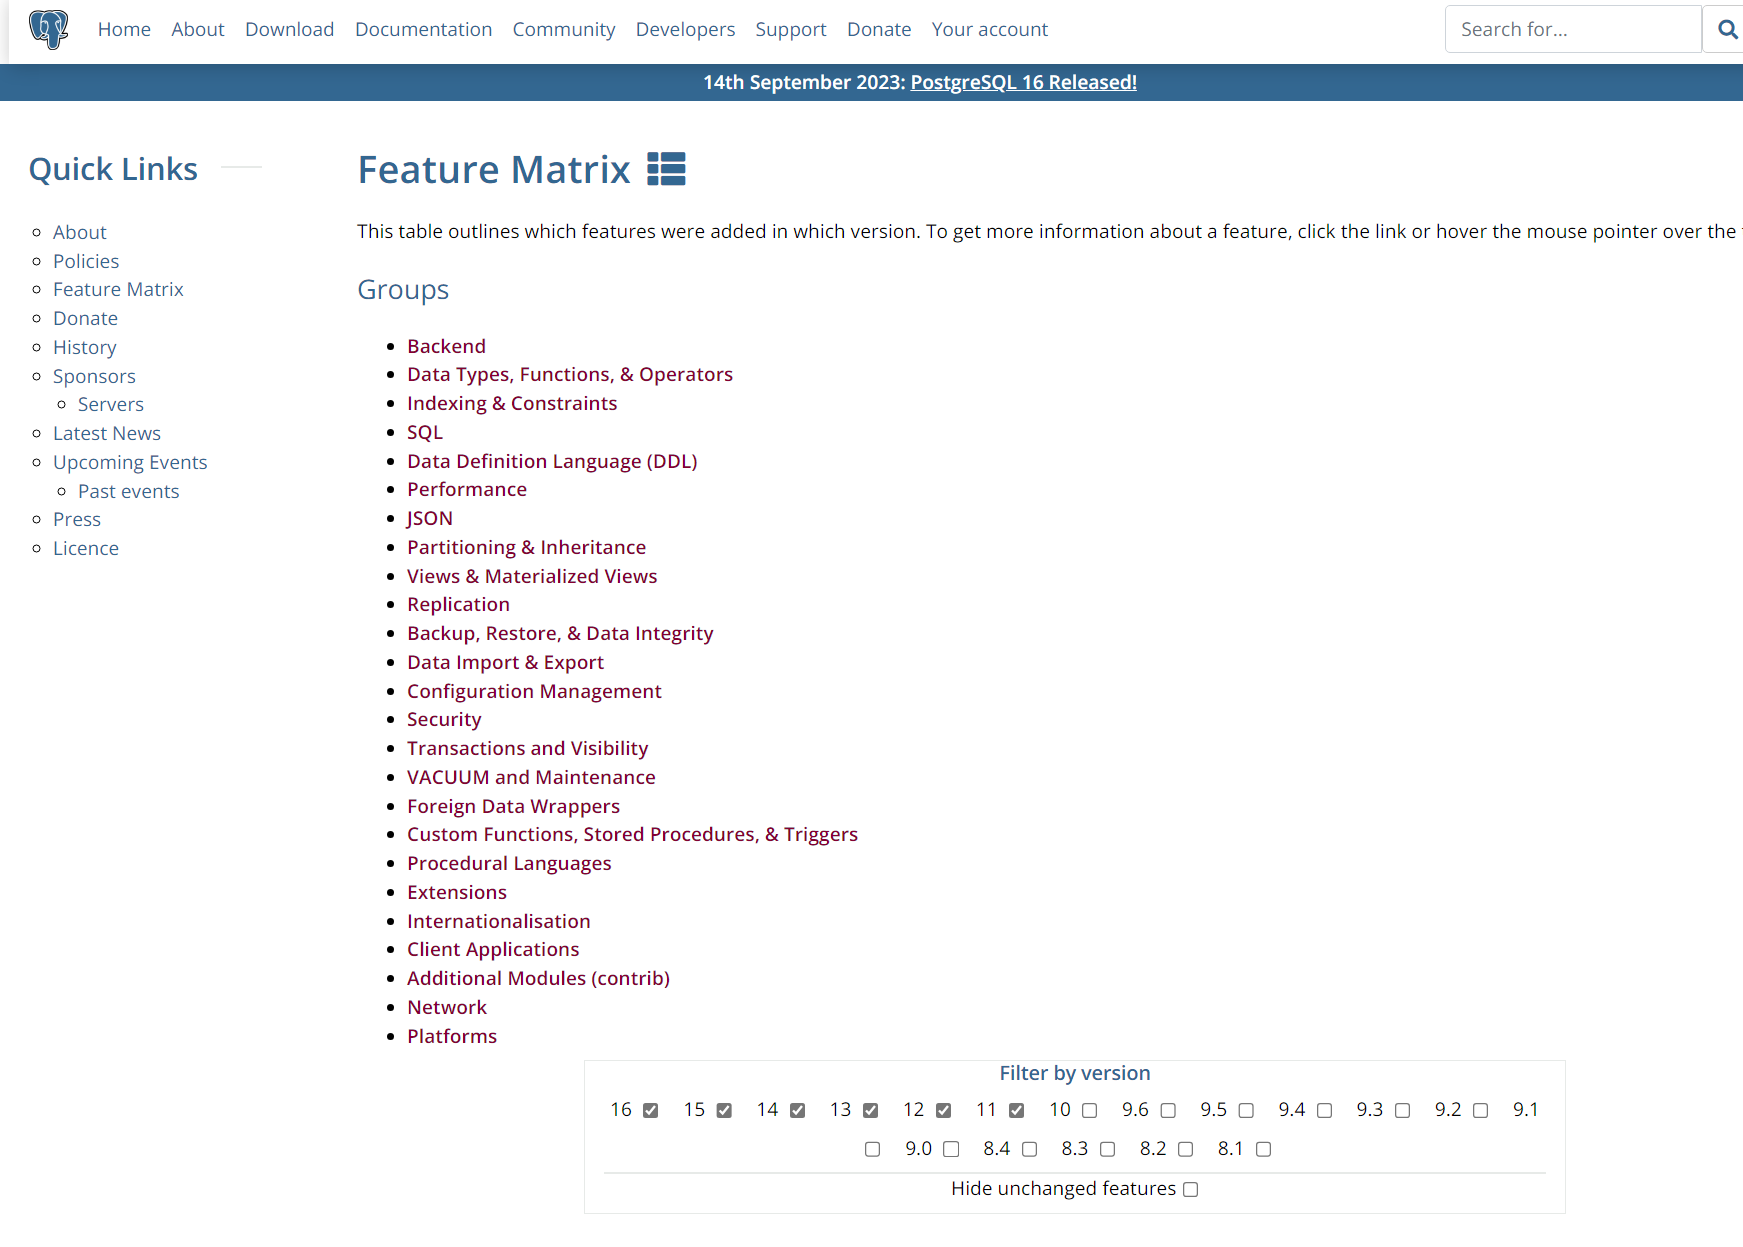 Home About Download Documentation Community Developers Support Donate Your account Search for...
14th September 2023: PostgreSQL 16 Released!
Quick Links
About
Policies
Feature Matrix
Donate
History
Sponsors
Servers
Latest News
Upcoming Events
Past events
Press
Licence
Feature Matrix
This table outlines which features were added in which version. To get more information about a feature, click the link or hover the mouse pointer over the
Groups
Backend
Data Types, Functions, & Operators
Indexing & Constraints
SQL
Data Definition Language (DDL)
Performance
JSON
Partitioning & Inheritance
Views & Materialized Views
Replication
Backup, Restore, & Data Integrity
Data Import & Export
Configuration Management
Security
Transactions and Visibility
VACUUM and Maintenance
Foreign Data Wrappers
Custom Functions, Stored Procedures, & Triggers
Procedural Languages
Extensions
Internationalisation
Client Applications
Additional Modules (contrib)
Network
Platforms
Filter by version
16 15 14 13 12 11 10 9.6 9.5 9.4 9.3 9.2 9.1
9.0 8.4 8.3 8.2 8.1
Hide unchanged features